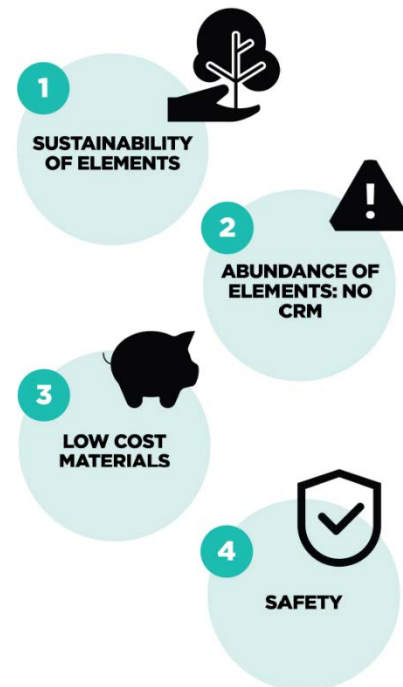 1
SUSTAINABILITY
OF ELEMENTS
!
2
ABUNDANCE OF
ELEMENTS: NO
CRM
3
LOW COST
MATERIALS
4
SAFETY